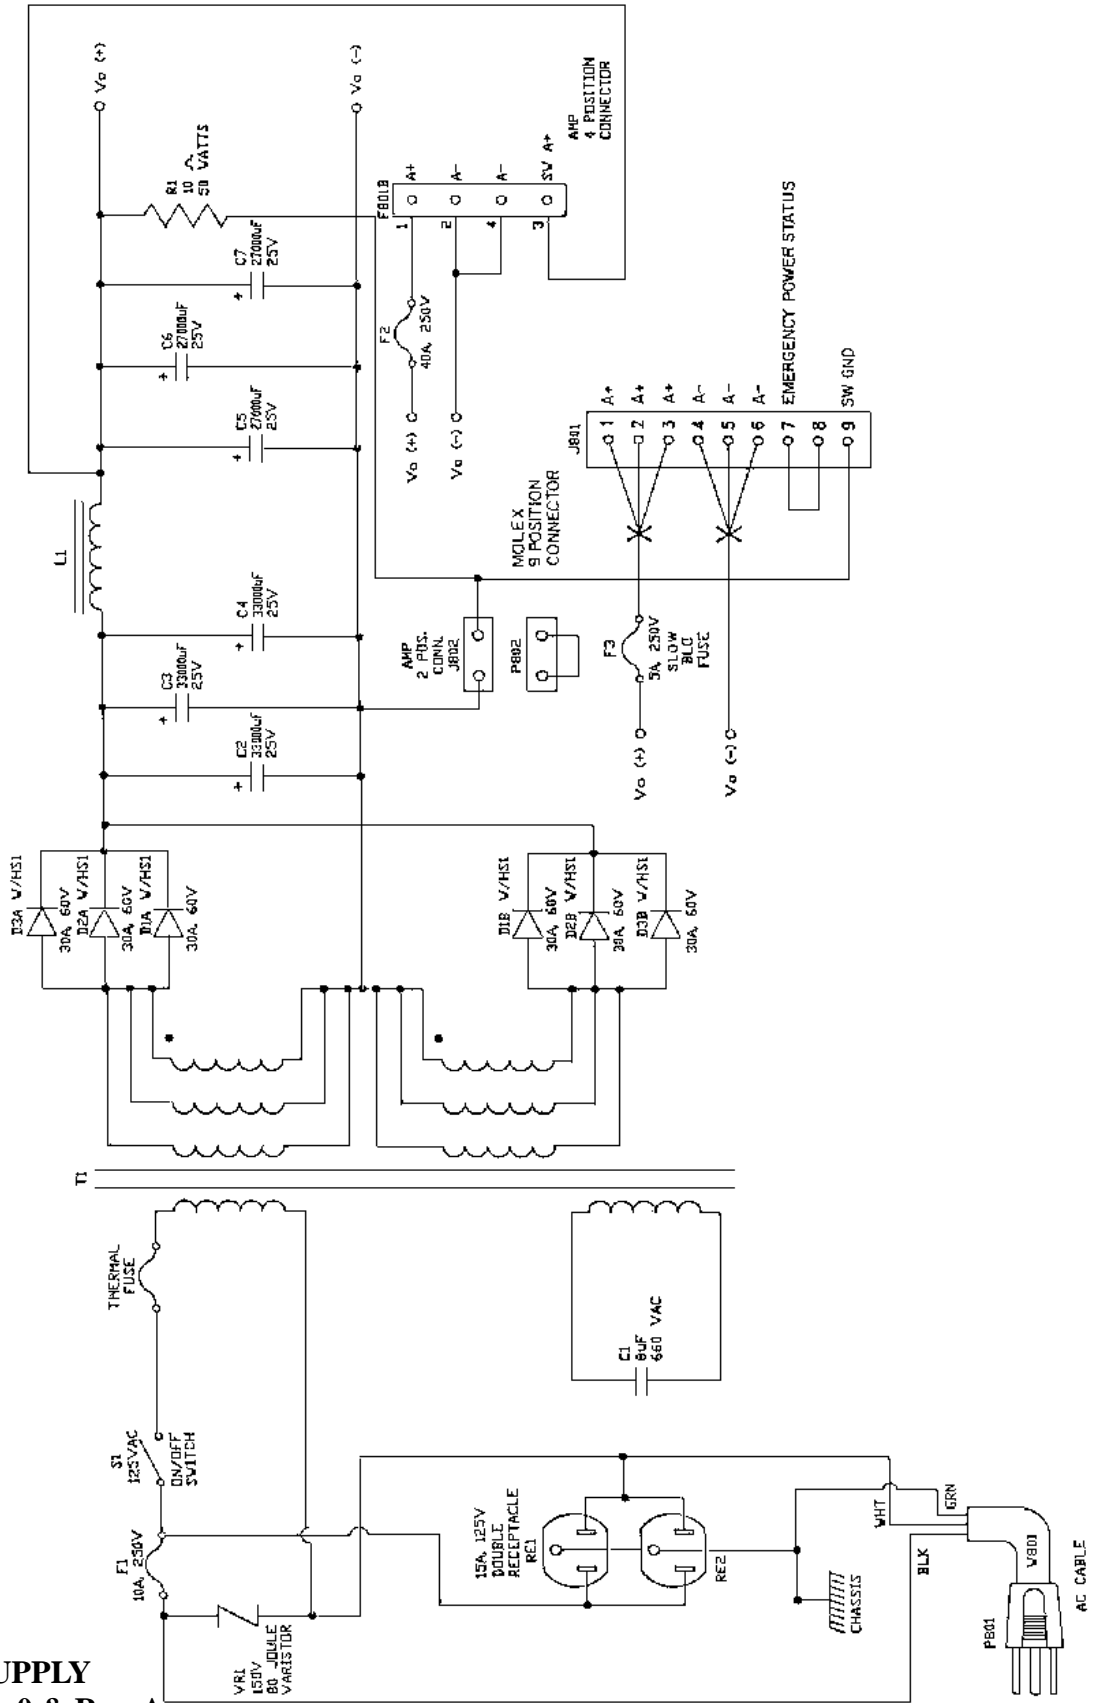 Vo (+)
Vo (-)
R1
10 Ω
50 WATTS
C7
27000uF
25V
+
C6
27000uF
25V
+
C5
27000uF
25V
+
L1
C4
33000uF
25V
+
C3
33000uF
25V
+
C2
33000uF
25V
+
P801B
1
2
4
3
A+
A-
A-
SW A+
AMP
4 POSITION
CONNECTOR
F2
40A, 250V
Vo (+)
Vo (-)
J801
1 A+
2 A+
3 A+
4 A-
5 A-
6 A-
7 EMERGENCY POWER STATUS
8
9 SW GND
MOLEX
9 POSITION
CONNECTOR
AMP
2 POS.
CONN.
J802
P802
F3
5A, 250V
SLOW
BLO
FUSE
Vo (+)
Vo (-)
D3A W/HS1
30A, 60V
D2A W/HS1
30A, 60V
D1A W/HS1
30A, 60V
D1B W/HS1
30A, 60V
D2B W/HS1
30A, 60V
D3B W/HS1
30A, 60V
T1
THERMAL
FUSE
C1
8uF
660 VAC
S1
125VAC
ON/OFF
SWITCH
F1
10A, 250V
VR1
150V
80 JOULE
VARISTOR
15A, 125V
DOUBLE
RECEPTACLE
RE1
RE2
CHASSIS
WHT
GRN
BLK
W801
P801
AC CABLE
UPPLY